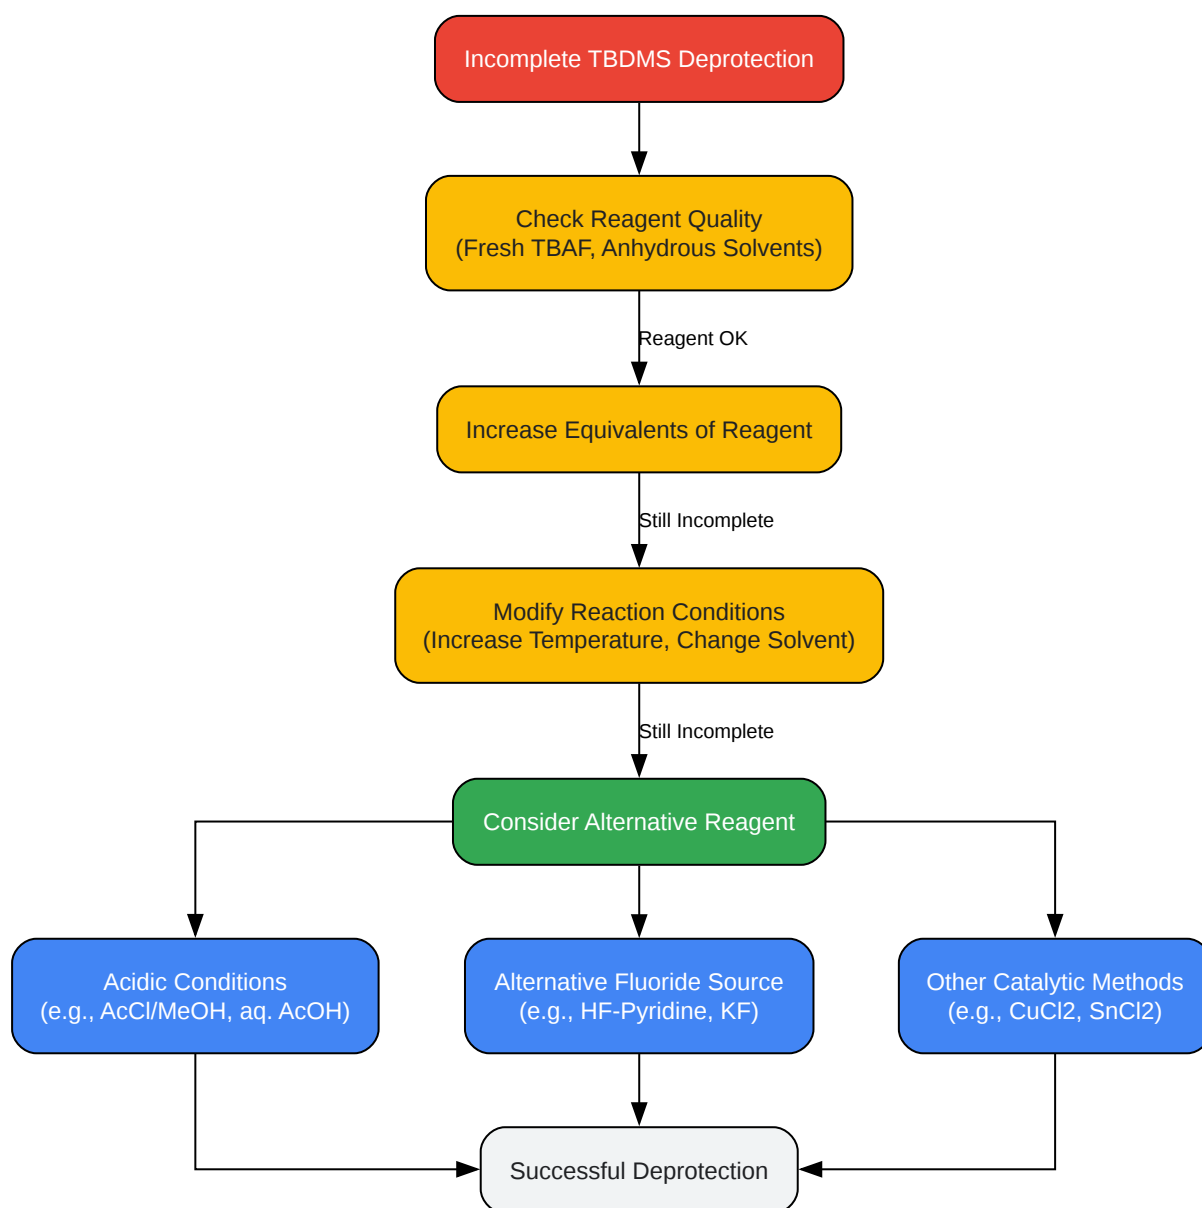 Incomplete TBDMS Deprotection
Check Reagent Quality
(Fresh TBAF, Anhydrous Solvents)
Reagent OK
Increase Equivalents of Reagent
Still Incomplete
Modify Reaction Conditions
(Increase Temperature, Change Solvent)
Still Incomplete
Consider Alternative Reagent
Acidic Conditions
(e.g., AcCl/MeOH, aq. AcOH)
Alternative Fluoride Source
(e.g., HF-Pyridine, KF)
Other Catalytic Methods
(e.g., CuCl2, SnCl2)
Successful Deprotection